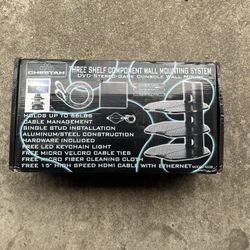 CHEETAH
THREE SHELF COMPONENT WALL MOUNTING SYSTEM
DVD-STEREO-GAME CONSOLE WALL MOUNT
HOLDS UP TO 66LBS
CABLE MANAGEMENT
SINGLE STUD INSTALLATION
ALUMINUM/STEEL CONSTRUCTION
HARDWARE INCLUDED
FREE LED KEYCHAIN LIGHT
FREE MICRO VELCRO CABLE TIES
FREE MICRO FIBER CLEANING CLOTH
FREE 15' HIGH SPEED HDMI CABLE WITH ETHERNET